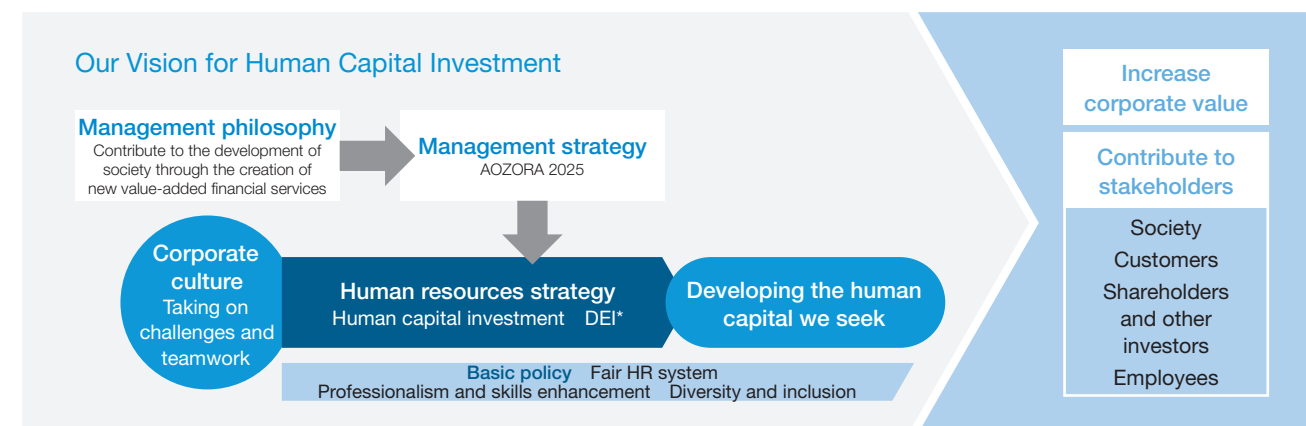 Our Vision for Human Capital Investment
Management philosophy
Contribute to the development of
society through the creation of
new value-added financial services
Management strategy
AOZORA 2025
Corporate
culture
Taking on
challenges and
teamwork
Human resources strategy
Human capital investment DEI*
Developing the human
capital we seek
Basic policy Fair HR system
Professionalism and skills enhancement Diversity and inclusion
Increase
corporate value
Contribute to
stakeholders
Society
Customers
Shareholders
and other
investors
Employees